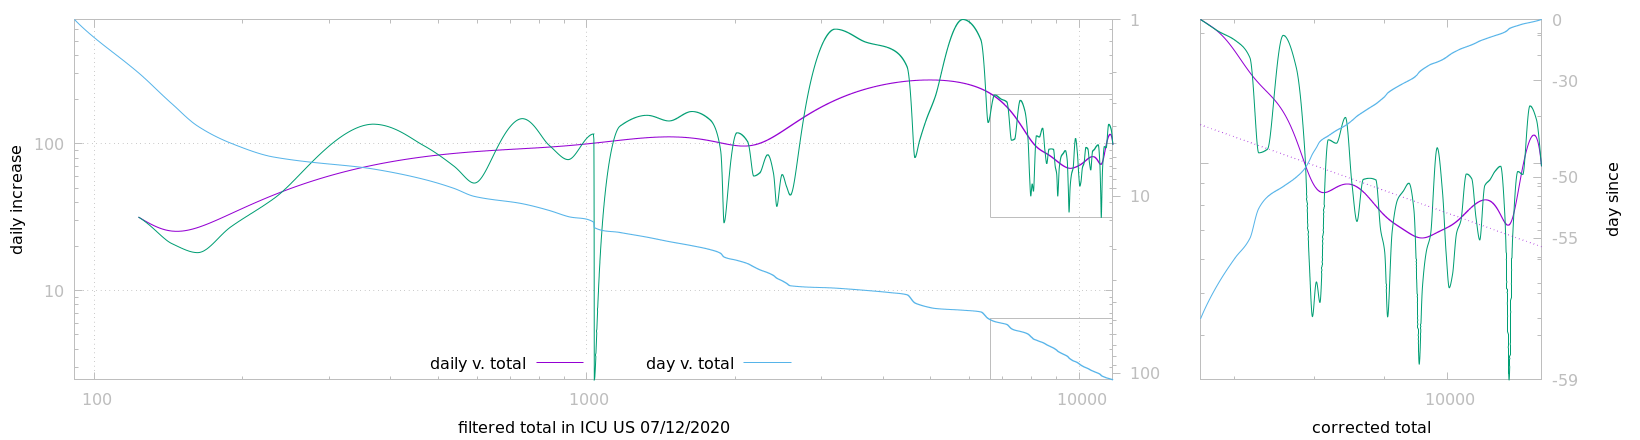 daily increase
100
10
1
10
100
daily v. total
day v. total
100
1000
10000
filtered total in ICU US 07/12/2020
0
-30
-50
-55
-59
day since
10000
corrected total